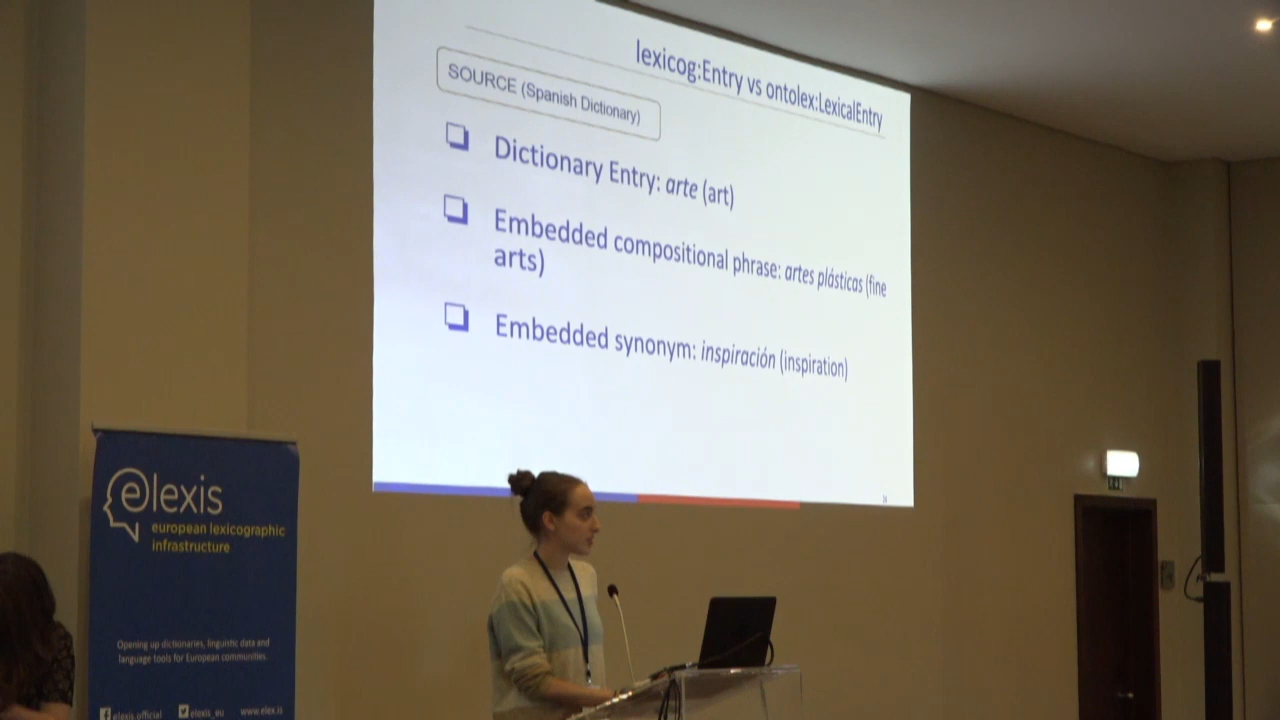 lexicog:Entry vs ontolex:LexicalEntry
SOURCE (Spanish Dictionary)
Dictionary Entry: arte (art)
Embedded compositional phrase: artes plásticas (fine
arts)
Embedded synonym: inspiración (inspiration)
elexis
european lexicographic
infrastructure
Opening up dictionaries, linguistic data and
language tools for European communities.
elexis.official elexis_eu www.elex.is